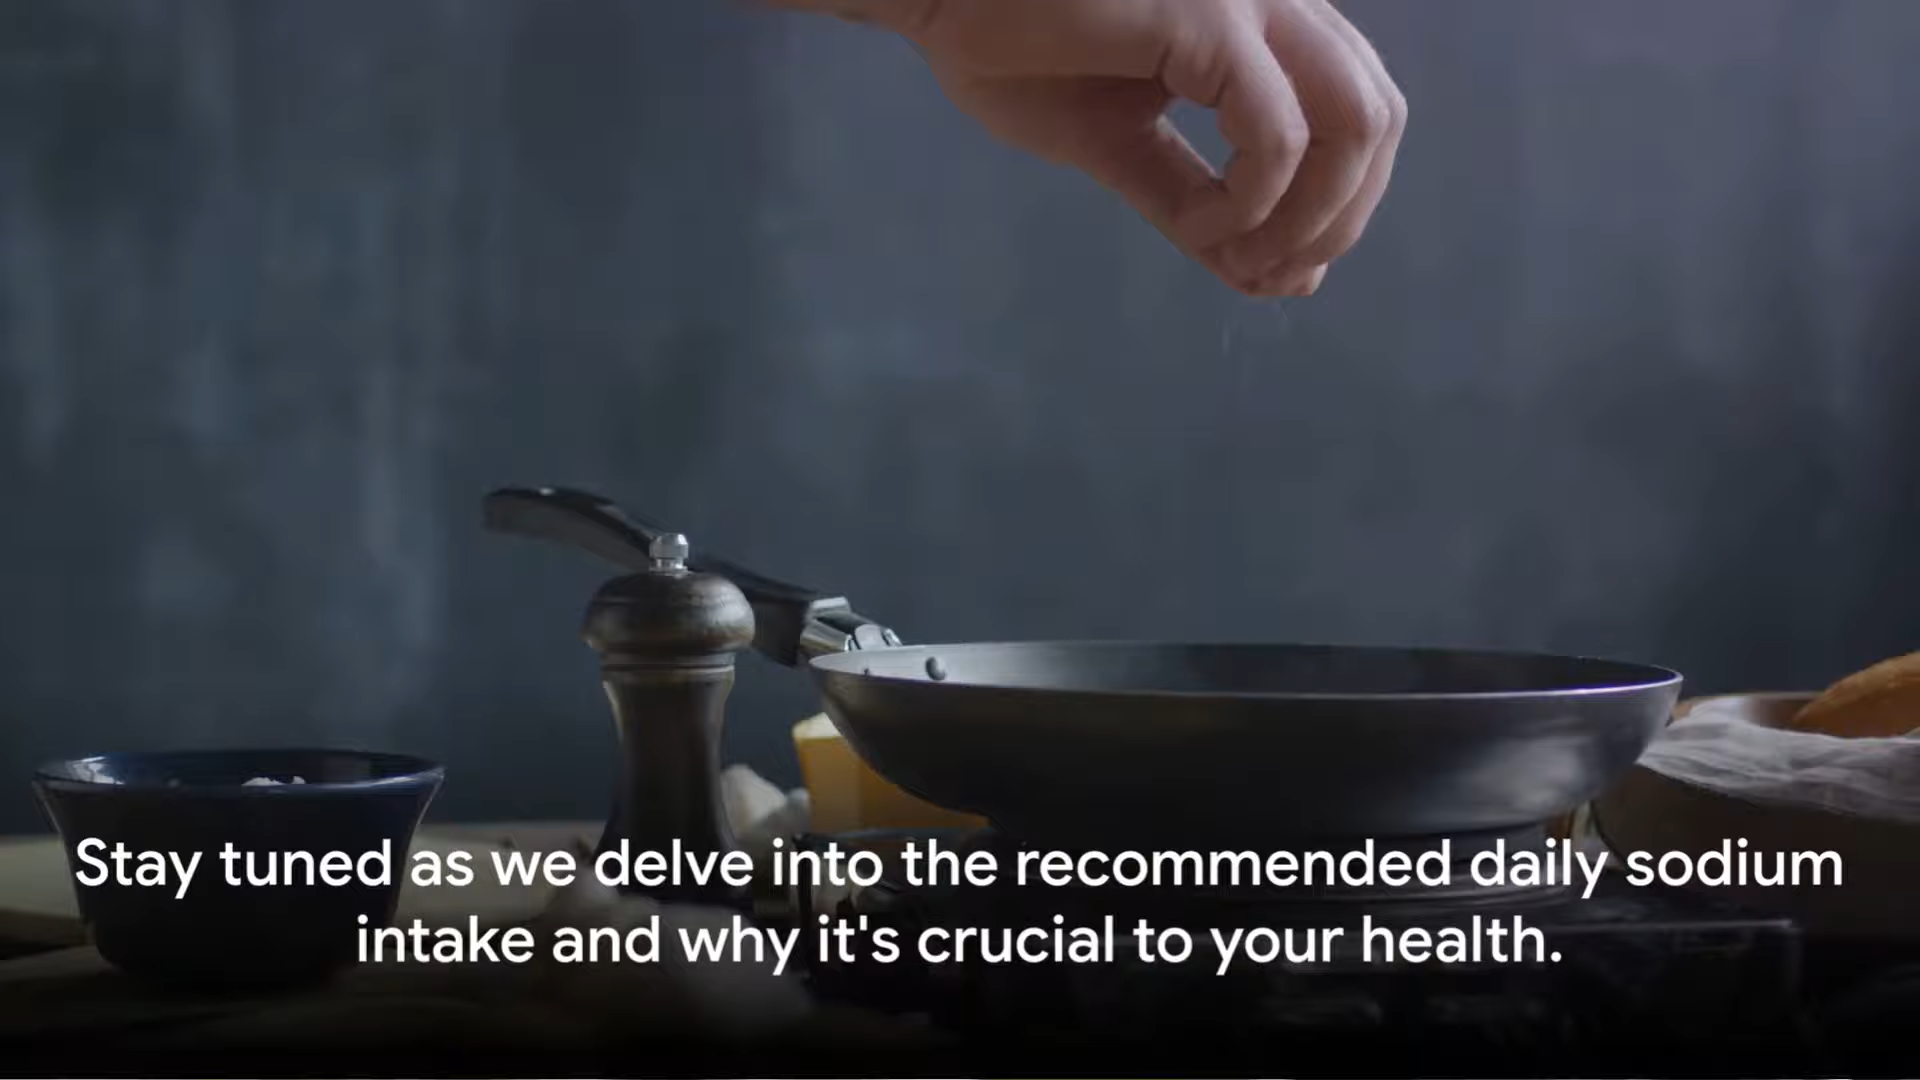 Stay tuned as we delve into the recommended daily sodium
intake and why it's crucial to your health.